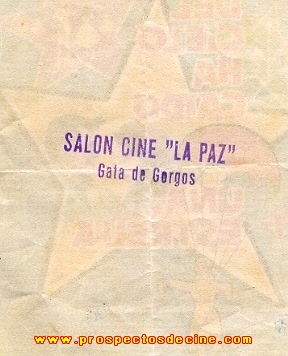 SALON CINE "LA PAZ"
Gata de Gorgos
www.prospectosdecine.com